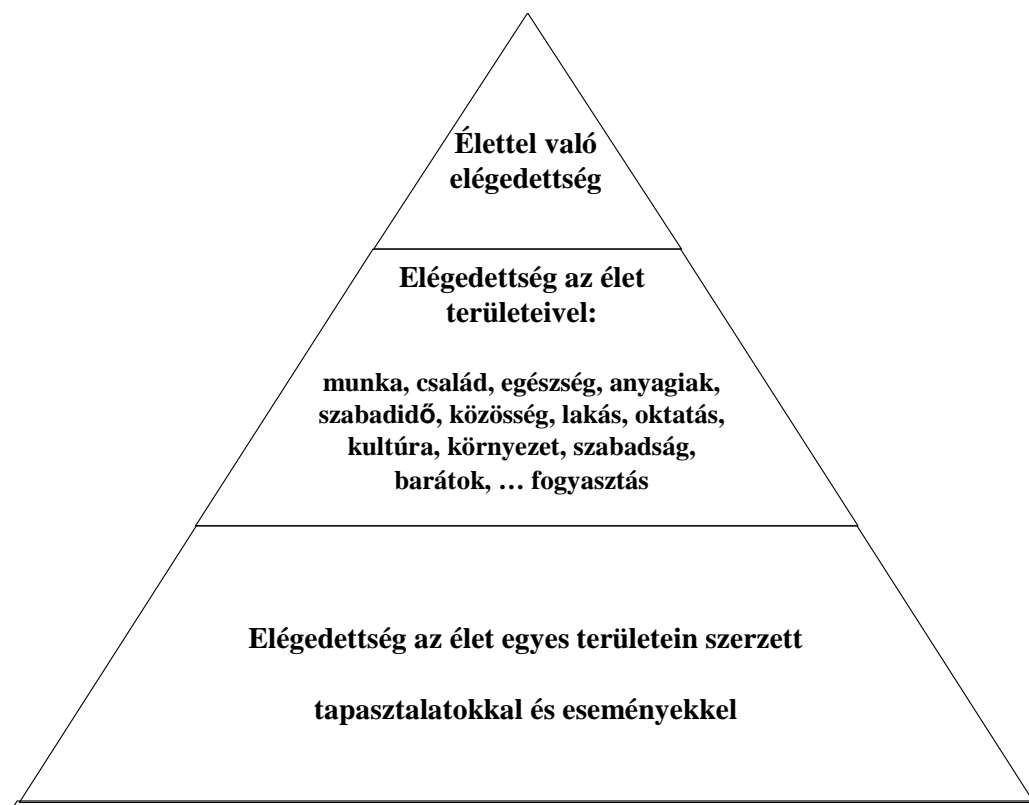 Élettel való
elégedettség
Elégedettség az élet
területeivel:
munka, család, egészség, anyagiak,
szabadidő, közösség, lakás, oktatás,
kultúra, környezet, szabadság,
barátok, … fogyasztás
Elégedettség az élet egyes területein szerzett
tapasztalatokkal és eseményekkel